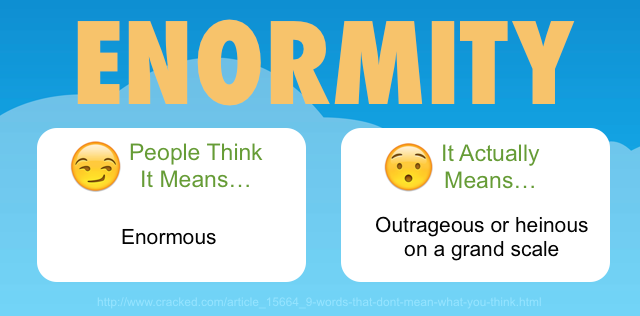 ENORMITY
People Think
It Means…
Enormous
It Actually
Means…
Outrageous or heinous
on a grand scale
http://www.cracked.com/article_15664_9-words-that-dont-mean-what-you-think.html